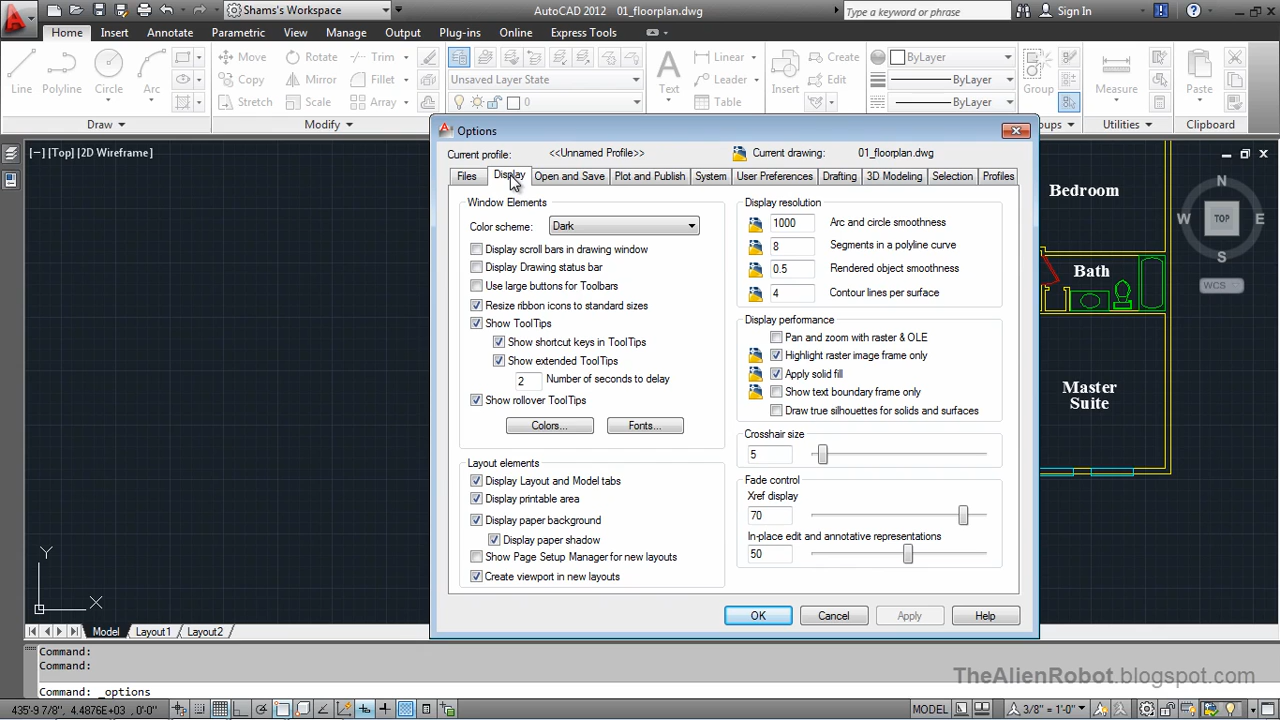 Shams's Workspace
AutoCAD 2012 01_floorplan.dwg
Type a keyword or phrase
Sign In
Home Insert Annotate Parametric View Manage Output Plug-ins Online Express Tools
Line Polyline Circle Arc
Move Rotate Trim
Copy Mirror Fillet
Stretch Scale Array
Unsaved Layer State
0
Text
Linear
Leader
Table
Insert
Create
Edit
ByLayer
ByLayer
ByLayer
Group
Measure
Paste
Draw Modify Groups Utilities Clipboard
[−] [Top] [2D Wireframe]
Options
Current profile: <<Unnamed Profile>> Current drawing: 01_floorplan.dwg
Files Display Open and Save Plot and Publish System User Preferences Drafting 3D Modeling Selection Profiles
Window Elements
Color scheme: Dark
Display scroll bars in drawing window
Display Drawing status bar
Use large buttons for Toolbars
Resize ribbon icons to standard sizes
Show ToolTips
Show shortcut keys in ToolTips
Show extended ToolTips
2 Number of seconds to delay
Show rollover ToolTips
Colors... Fonts...
Layout elements
Display Layout and Model tabs
Display printable area
Display paper background
Display paper shadow
Show Page Setup Manager for new layouts
Create viewport in new layouts
Display resolution
1000 Arc and circle smoothness
8 Segments in a polyline curve
0.5 Rendered object smoothness
4 Contour lines per surface
Display performance
Pan and zoom with raster & OLE
Highlight raster image frame only
Apply solid fill
Show text boundary frame only
Draw true silhouettes for solids and surfaces
Crosshair size
5
Fade control
Xref display
70
In-place edit and annotative representations
50
OK Cancel Apply Help
Bedroom
Bath
Master
Suite
N
W TOP E
S
WCS
Y
X
Model Layout1 Layout2
Command:
Command:
Command: _options
TheAlienRobot.blogspot.com
435'-9 7/8", 4.4876E+03 , 0'-0" MODEL 3/8" = 1'-0"